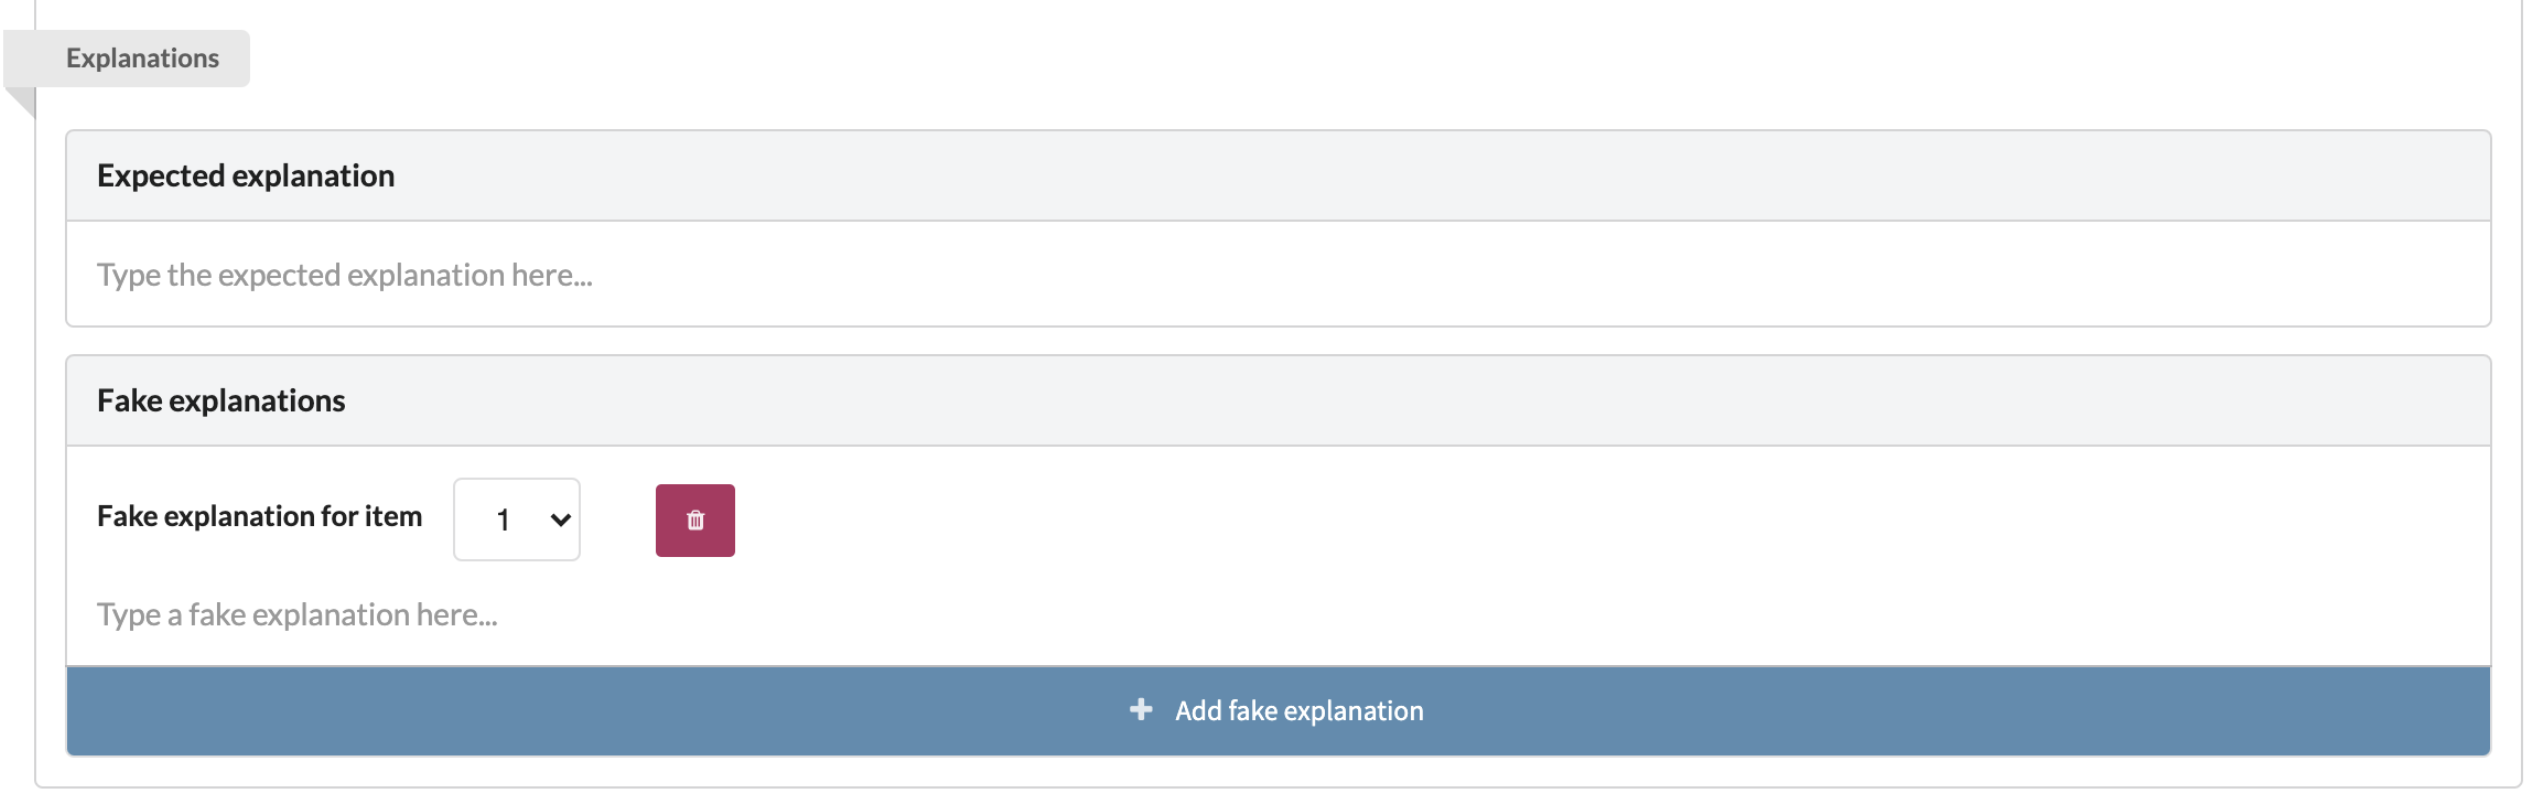 Explanations
Expected explanation
Type the expected explanation here...
Fake explanations
Fake explanation for item 1
Type a fake explanation here...
Add fake explanation